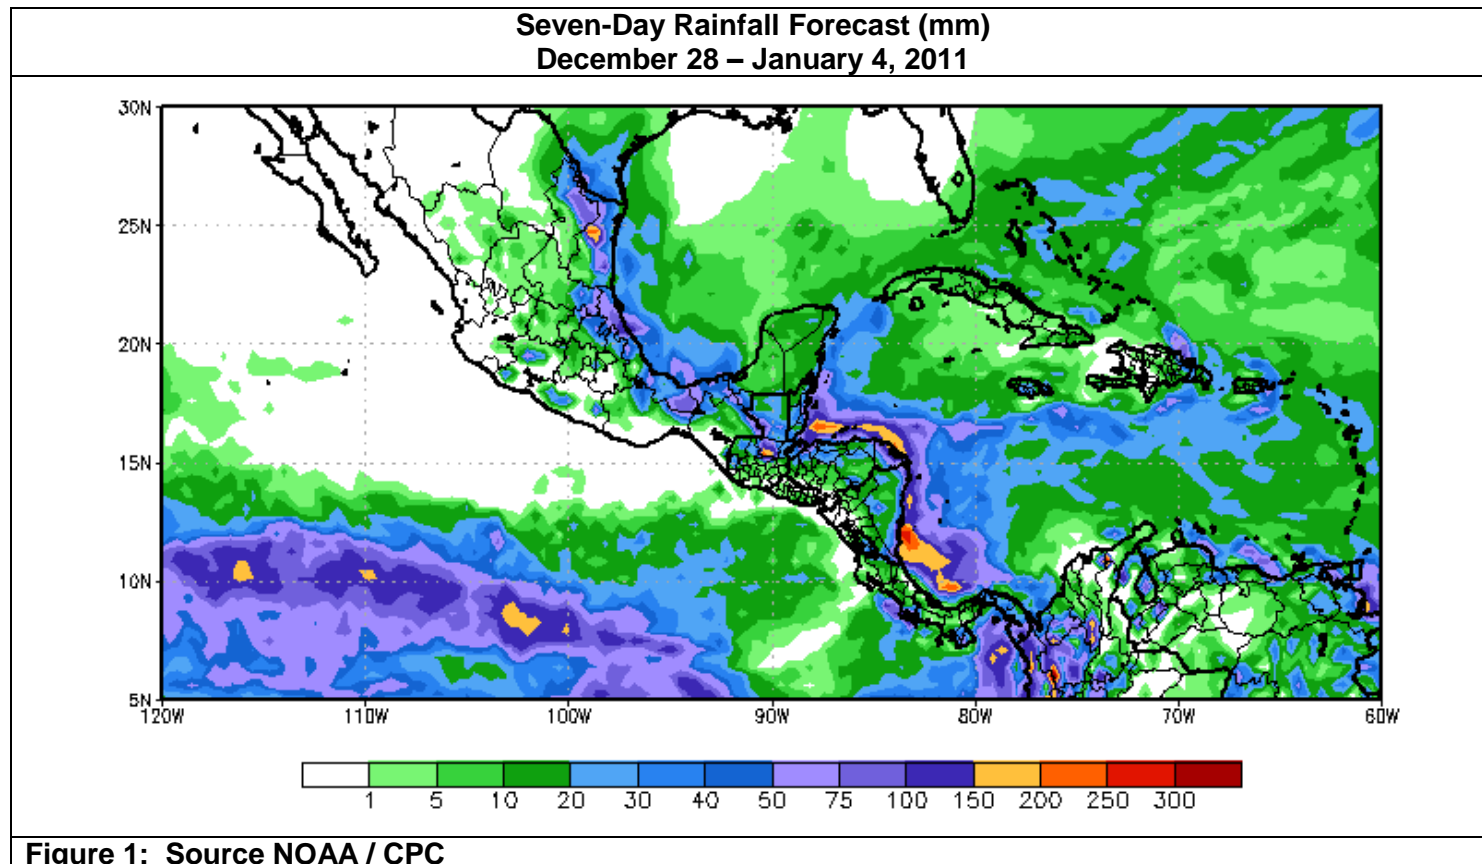 Seven-Day Rainfall Forecast (mm)
December 28 – January 4, 2011
30N
25N
20N
15N
10N
5N
120W 110W 100W 90W 80W 70W 60W
1 5 10 20 30 40 50 75 100 150 200 250 300
Figure 1: Source NOAA / CPC